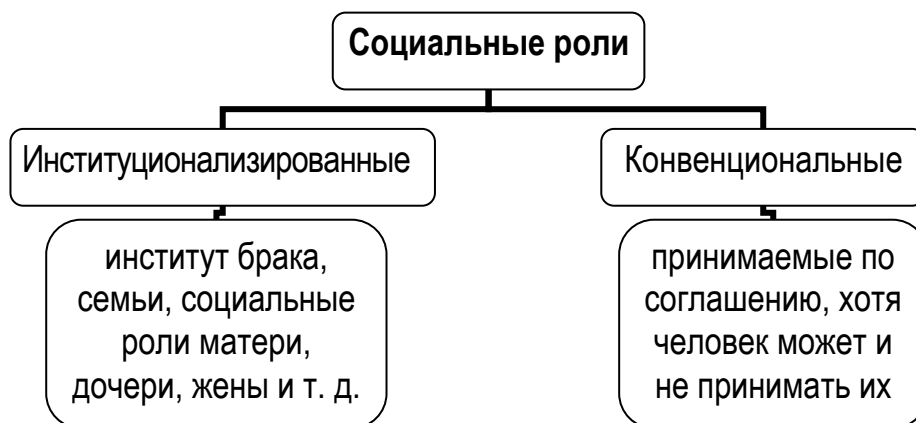 Социальные роли
Институционализированные
Конвенциональные
институт брака,
семьи, социальные
роли матери,
дочери, жены и т. д.
принимаемые по
соглашению, хотя
человек может и
не принимать их